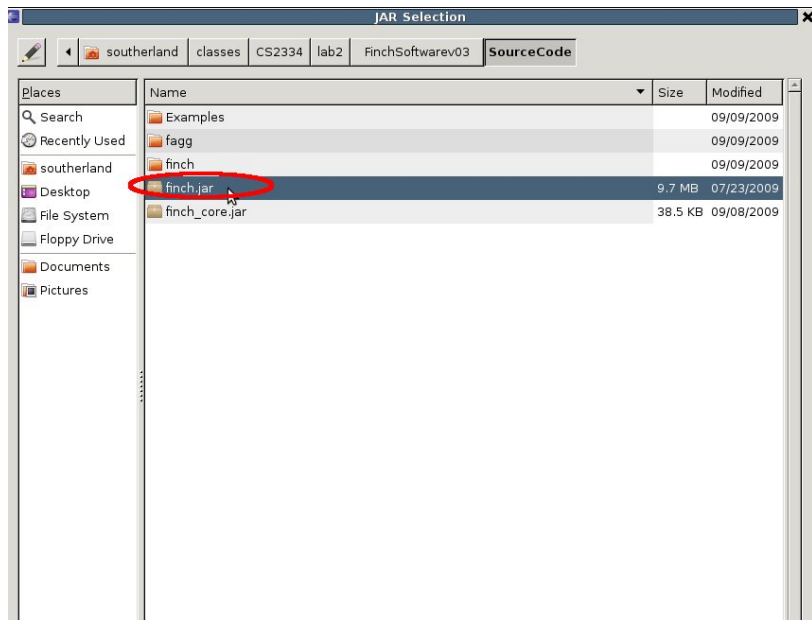 JAR Selection
southerland classes CS2334 lab2 FinchSoftwarev03 SourceCode
Places
Search
Recently Used
southerland
Desktop
File System
Floppy Drive
Documents
Pictures
Name Size Modified
Examples 09/09/2009
fagg 09/09/2009
finch 09/09/2009
finch.jar 9.7 MB 07/23/2009
finch_core.jar 38.5 KB 09/08/2009